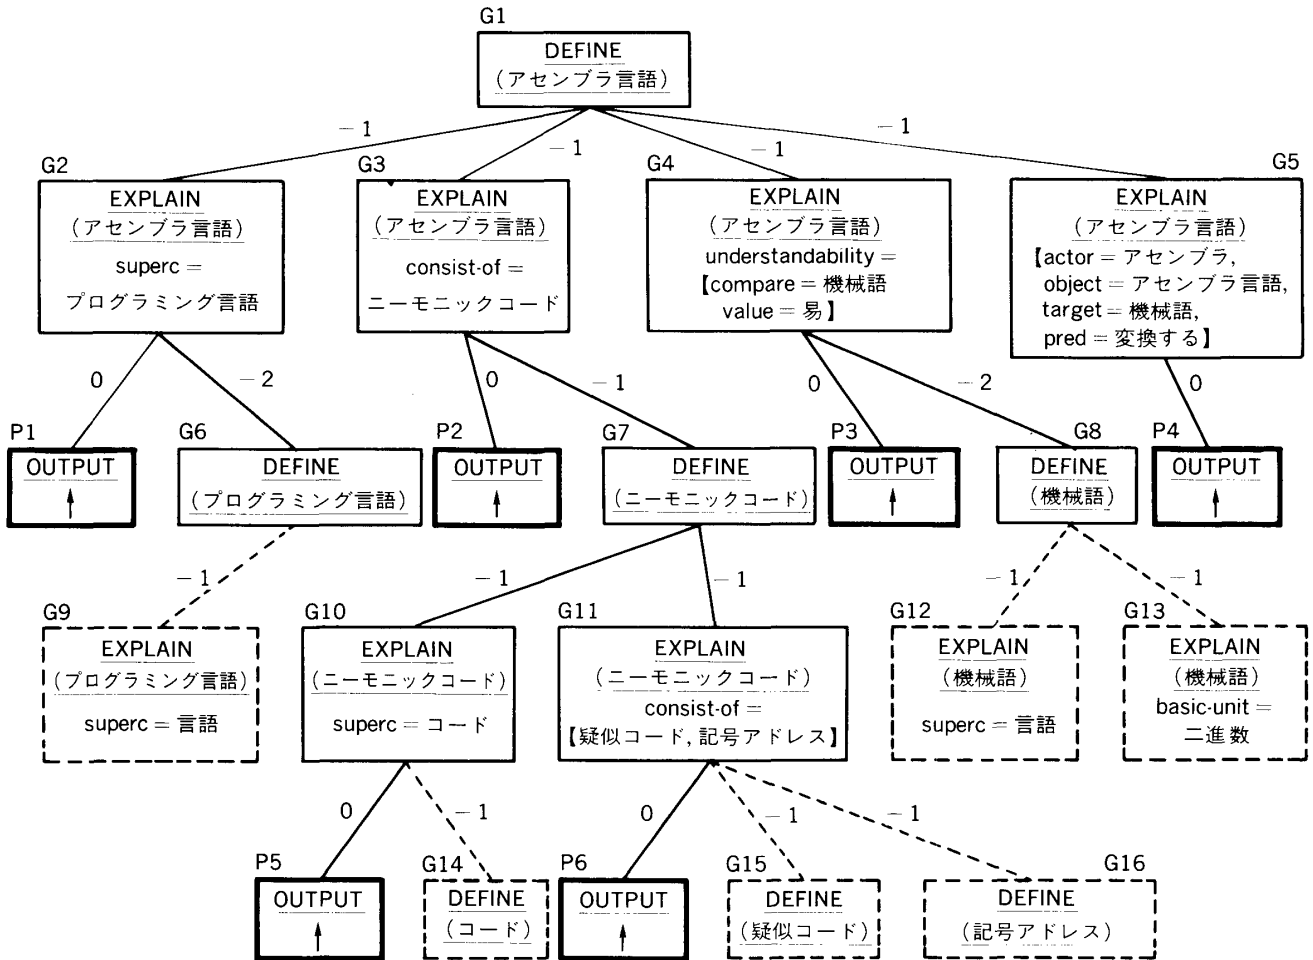 G1
DEFINE
(アセンブラ言語)
−1
−1
−1
−1
G2
EXPLAIN
(アセンブラ言語)
superc =
プログラミング言語
G3
EXPLAIN
(アセンブラ言語)
consist-of =
ニーモニックコード
G4
EXPLAIN
(アセンブラ言語)
understandability =
【compare = 機械語
value = 易】
G5
EXPLAIN
(アセンブラ言語)
【actor = アセンブラ,
object = アセンブラ言語,
target = 機械語,
pred = 変換する】
0
−2
0
−1
0
−2
0
P1
OUTPUT
↑
G6
DEFINE
(プログラミング言語)
P2
OUTPUT
↑
G7
DEFINE
(ニーモニックコード)
P3
OUTPUT
↑
G8
DEFINE
(機械語)
P4
OUTPUT
↑
−1
−1
−1
−1
−1
G9
EXPLAIN
(プログラミング言語)
superc = 言語
G10
EXPLAIN
(ニーモニックコード)
superc = コード
G11
EXPLAIN
(ニーモニックコード)
consist-of =
【疑似コード, 記号アドレス】
G12
EXPLAIN
(機械語)
superc = 言語
G13
EXPLAIN
(機械語)
basic-unit =
二進数
0
−1
0
−1
−1
P5
OUTPUT
↑
G14
DEFINE
(コード)
P6
OUTPUT
↑
G15
DEFINE
(疑似コード)
G16
DEFINE
(記号アドレス)